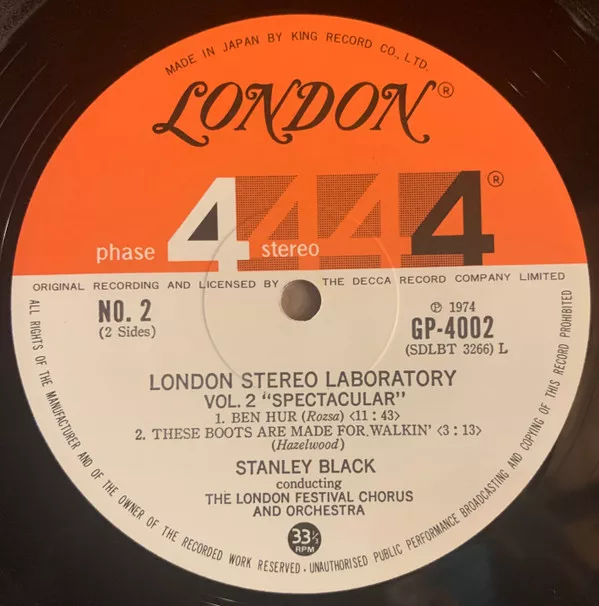 MADE IN JAPAN BY KING RECORD CO., LTD.
LONDON®
phase 4 stereo 4 4 4®
ORIGINAL RECORDING AND LICENSED BY THE DECCA RECORD COMPANY LIMITED
NO. 2
(2 Sides)
℗ 1974
GP-4002
(SDLBT 3266) L
LONDON STEREO LABORATORY
VOL. 2 "SPECTACULAR"
1. BEN HUR (Rozsa) <11:43>
2. THESE BOOTS ARE MADE FOR WALKIN' <3:13>
(Hazelwood)
STANLEY BLACK
conducting
THE LONDON FESTIVAL CHORUS
AND ORCHESTRA
33⅓
RPM
ALL RIGHTS OF THE MANUFACTURER AND OF THE OWNER OF THE RECORDED WORK RESERVED · UNAUTHORISED PUBLIC PERFORMANCE BROADCASTING AND COPYING OF THIS RECORD PROHIBITED